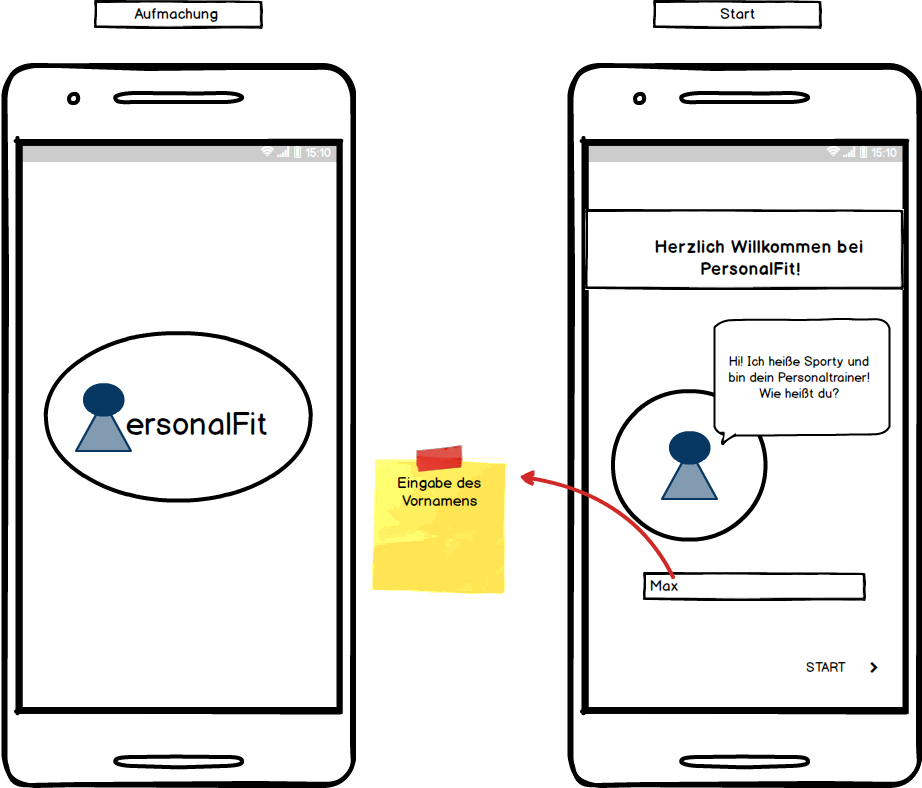 Aufmachung
Start
15:10
15:10
Herzlich Willkommen bei
PersonalFit!
Hi! Ich heiße Sporty und
bin dein Personaltrainer!
Wie heißt du?
ersonalFit
Eingabe des
Vornamens
Max
START